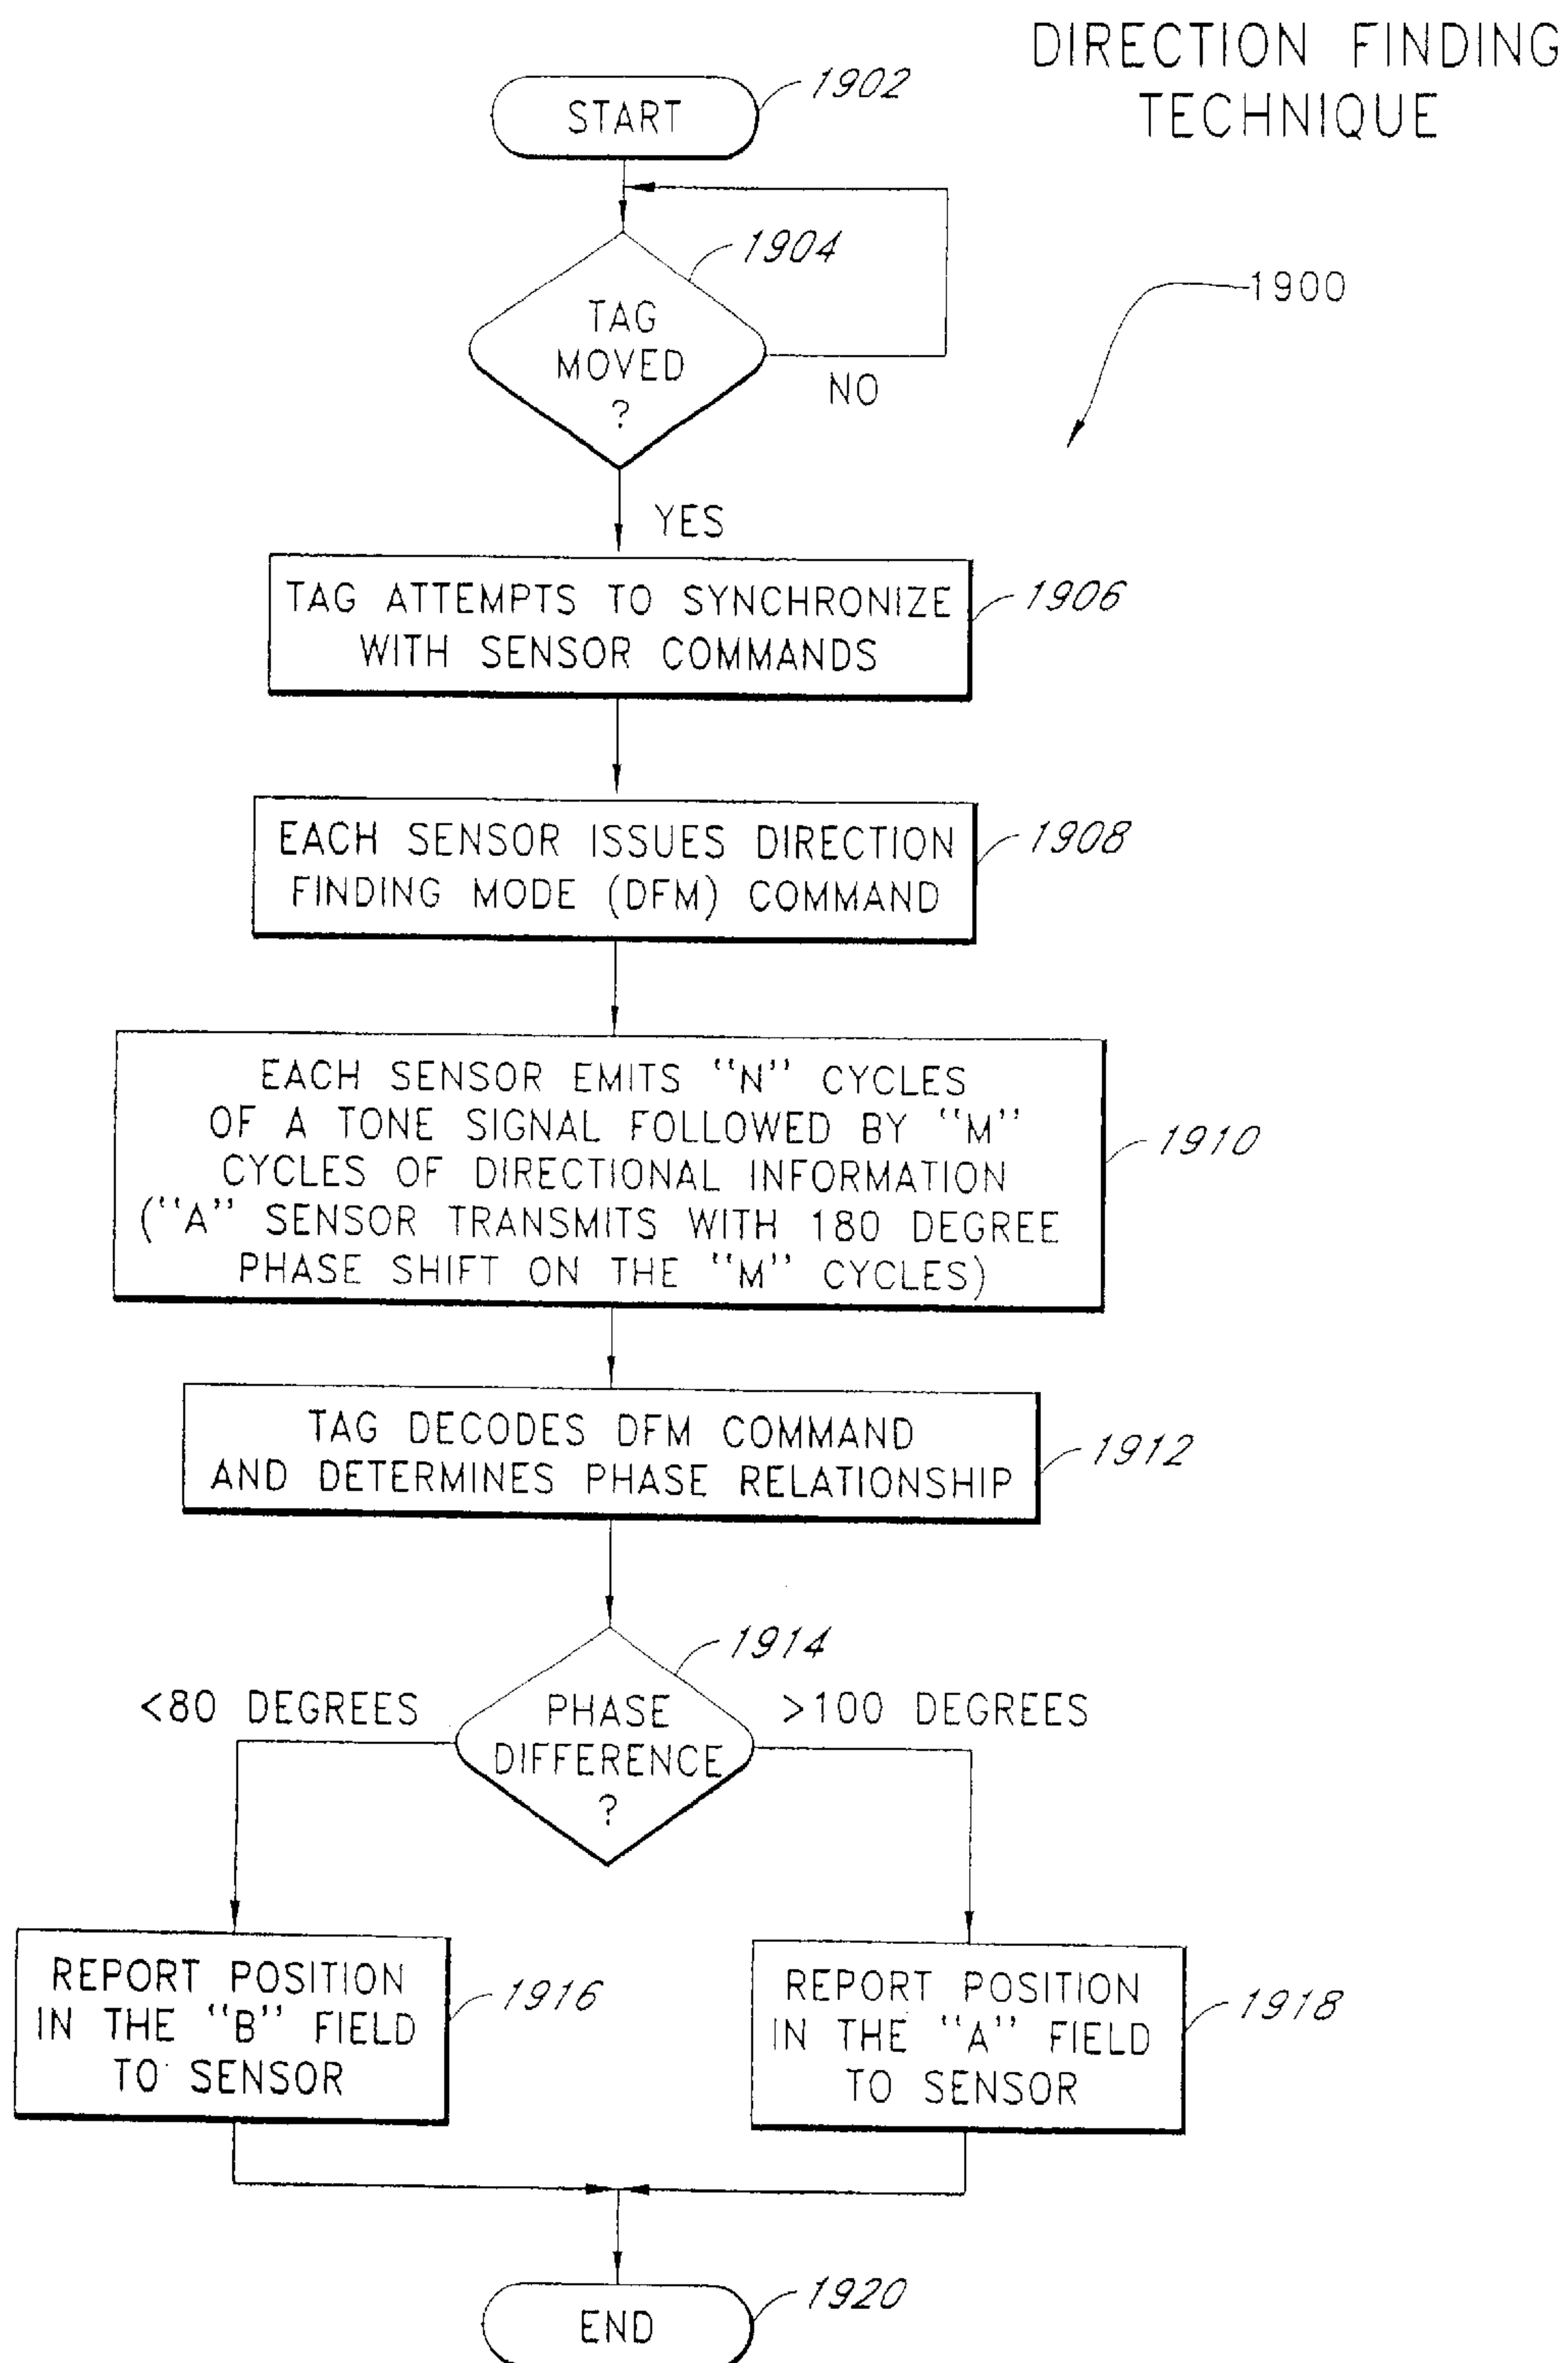 DIRECTION FINDING
TECHNIQUE
START
1902
TAG
MOVED
?
1904
NO
1900
YES
TAG ATTEMPTS TO SYNCHRONIZE
WITH SENSOR COMMANDS
1906
EACH SENSOR ISSUES DIRECTION
FINDING MODE (DFM) COMMAND
1908
EACH SENSOR EMITS "N" CYCLES
OF A TONE SIGNAL FOLLOWED BY "M"
CYCLES OF DIRECTIONAL INFORMATION
("A" SENSOR TRANSMITS WITH 180 DEGREE
PHASE SHIFT ON THE "M" CYCLES)
1910
TAG DECODES DFM COMMAND
AND DETERMINES PHASE RELATIONSHIP
1912
PHASE
DIFFERENCE
?
1914
<80 DEGREES
>100 DEGREES
REPORT POSITION
IN THE "B" FIELD
TO SENSOR
1916
REPORT POSITION
IN THE "A" FIELD
TO SENSOR
1918
END
1920